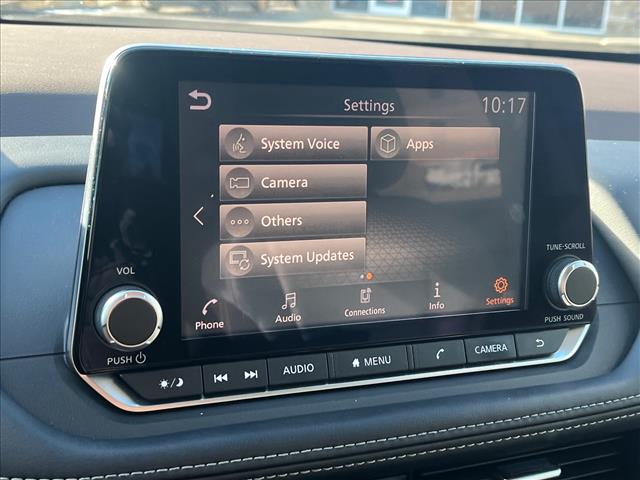 Settings 10:17
System Voice Apps
Camera
Others
System Updates
Phone Audio Connections Info Settings
VOL
PUSH
TUNE·SCROLL
PUSH SOUND
AUDIO MENU CAMERA